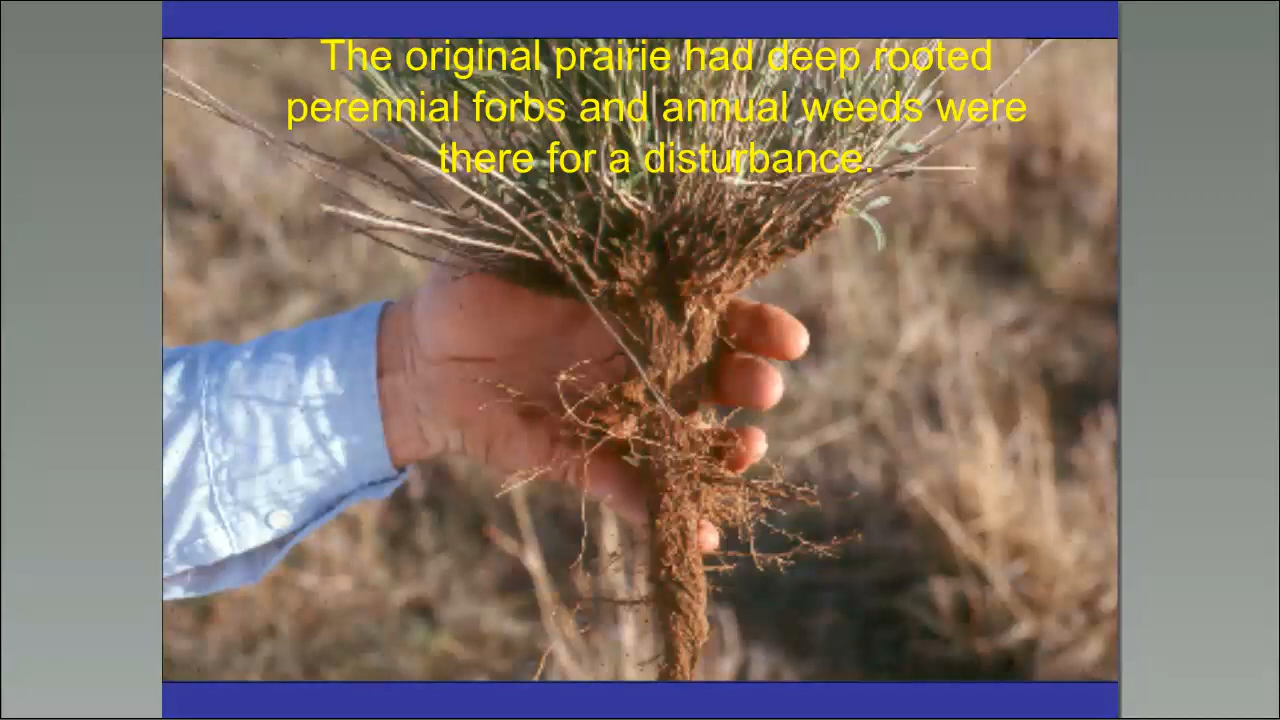 The original prairie had deep rooted
perennial forbs and annual weeds were
there for a disturbance.